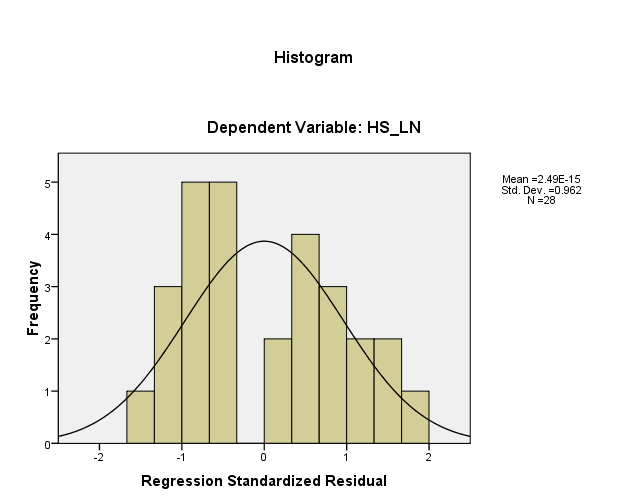 Histogram
Dependent Variable: HS_LN
Mean =2.49E-15
Std. Dev. =0.962
N =28
Frequency
5
4
3
2
1
0
-2 -1 0 1 2
Regression Standardized Residual